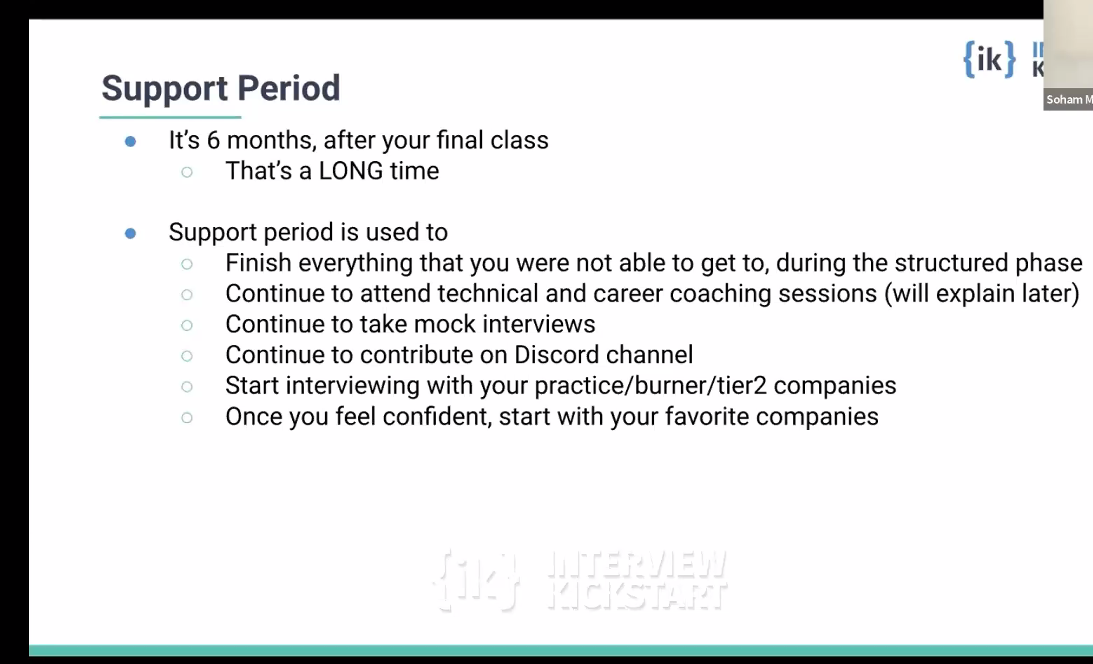 {ik}
Soham M
Support Period
It's 6 months, after your final class
That's a LONG time
Support period is used to
Finish everything that you were not able to get to, during the structured phase
Continue to attend technical and career coaching sessions (will explain later)
Continue to take mock interviews
Continue to contribute on Discord channel
Start interviewing with your practice/burner/tier2 companies
Once you feel confident, start with your favorite companies
{ik} INTERVIEW
KICKSTART